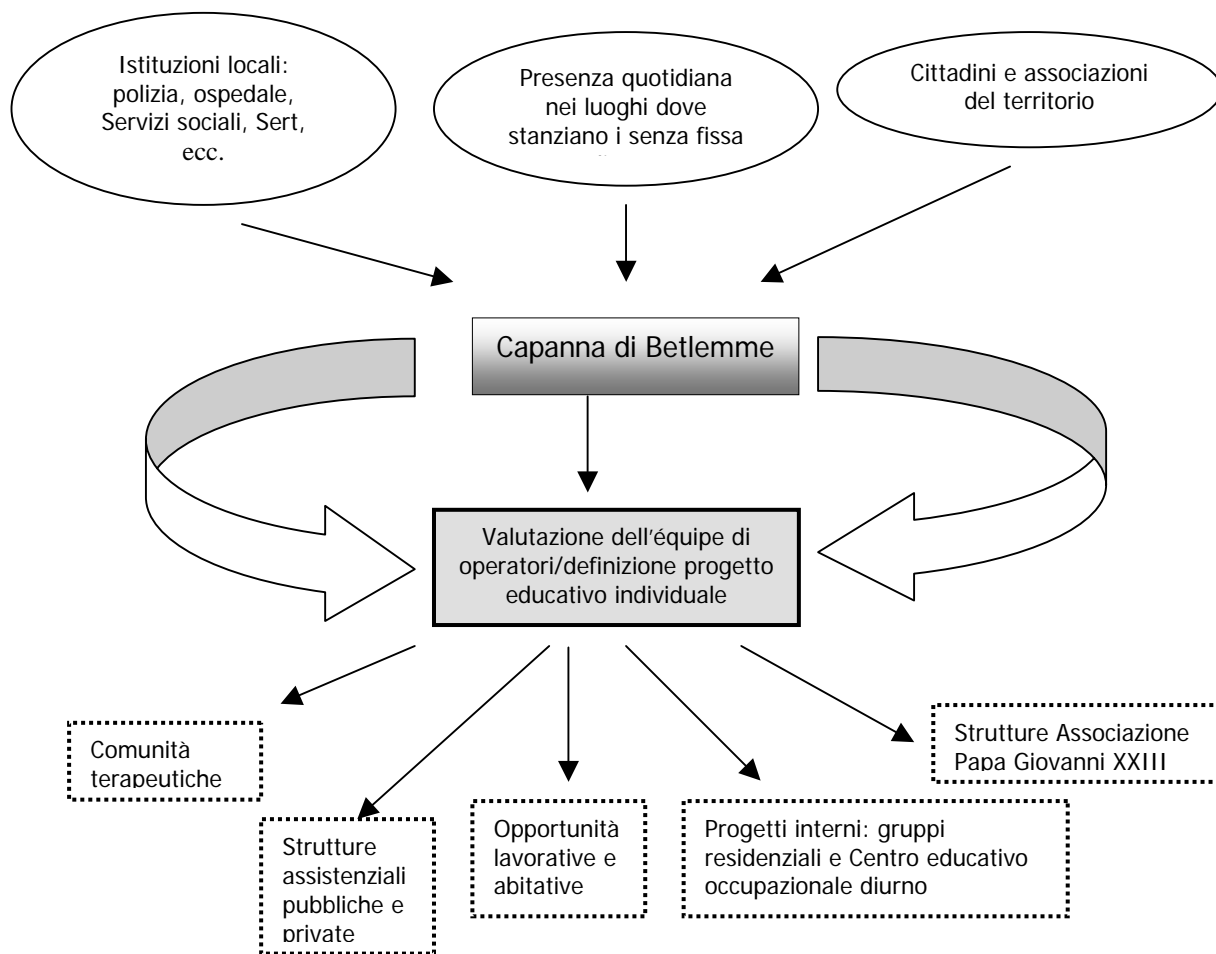 Istituzioni locali:
polizia, ospedale,
Servizi sociali, Sert,
ecc.
Presenza quotidiana
nei luoghi dove
stanziano i senza fissa
Cittadini e associazioni
del territorio
Capanna di Betlemme
Valutazione dell'équipe di
operatori/definizione progetto
educativo individuale
Comunità
terapeutiche
Strutture
assistenziali
pubbliche e
private
Opportunità
lavorative e
abitative
Progetti interni: gruppi
residenziali e Centro educativo
occupazionale diurno
Strutture Associazione
Papa Giovanni XXIII